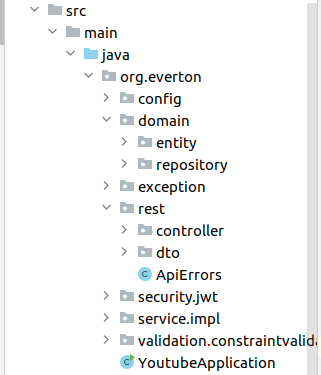 src
main
java
org.everton
config
domain
entity
repository
exception
rest
controller
dto
C ApiErrors
security.jwt
service.impl
validation.constraintvalida
C YoutubeApplication